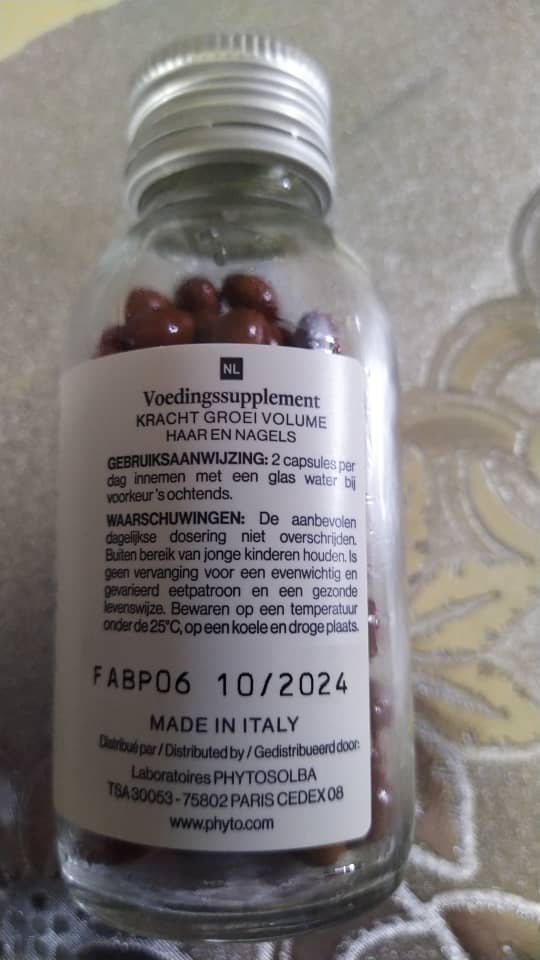 NL
Voedingssupplement
KRACHT GROEI VOLUME
HAAR EN NAGELS
GEBRUIKSAANWIJZING: 2 capsules per
dag innemen met een glas water bij
voorkeur 's ochtends.
WAARSCHUWINGEN: De aanbevolen
dagelijkse dosering niet overschrijden.
Buiten bereik van jonge kinderen houden. Is
geen vervanging voor een evenwichtig en
gevarieerd eetpatroon en een gezonde
levenswijze. Bewaren op een temperatuur
onder de 25°C, op een koele en droge plaats.
FABP06 10/2024
MADE IN ITALY
Distribué par / Distributed by / Gedistribueerd door:
Laboratoires PHYTOSOLBA
TSA 30053 - 75802 PARIS CEDEX 08
www.phyto.com